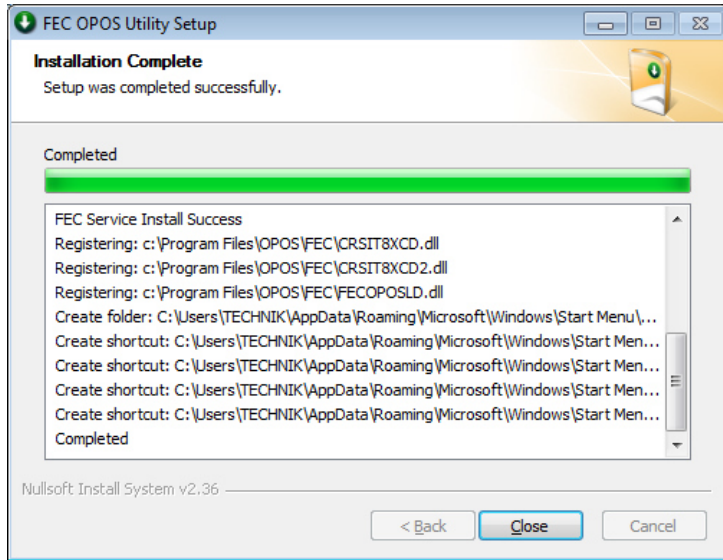 FEC OPOS Utility Setup
Installation Complete
Setup was completed successfully.
Completed
FEC Service Install Success
Registering: c:\Program Files\OPOS\FEC\CRSIT8XCD.dll
Registering: c:\Program Files\OPOS\FEC\CRSIT8XCD2.dll
Registering: c:\Program Files\OPOS\FEC\FECOPOSLD.dll
Create folder: C:\Users\TECHNIK\AppData\Roaming\Microsoft\Windows\Start Menu\...
Create shortcut: C:\Users\TECHNIK\AppData\Roaming\Microsoft\Windows\Start Men...
Create shortcut: C:\Users\TECHNIK\AppData\Roaming\Microsoft\Windows\Start Men...
Create shortcut: C:\Users\TECHNIK\AppData\Roaming\Microsoft\Windows\Start Men...
Create shortcut: C:\Users\TECHNIK\AppData\Roaming\Microsoft\Windows\Start Men...
Completed
Nullsoft Install System v2.36
< Back Close Cancel